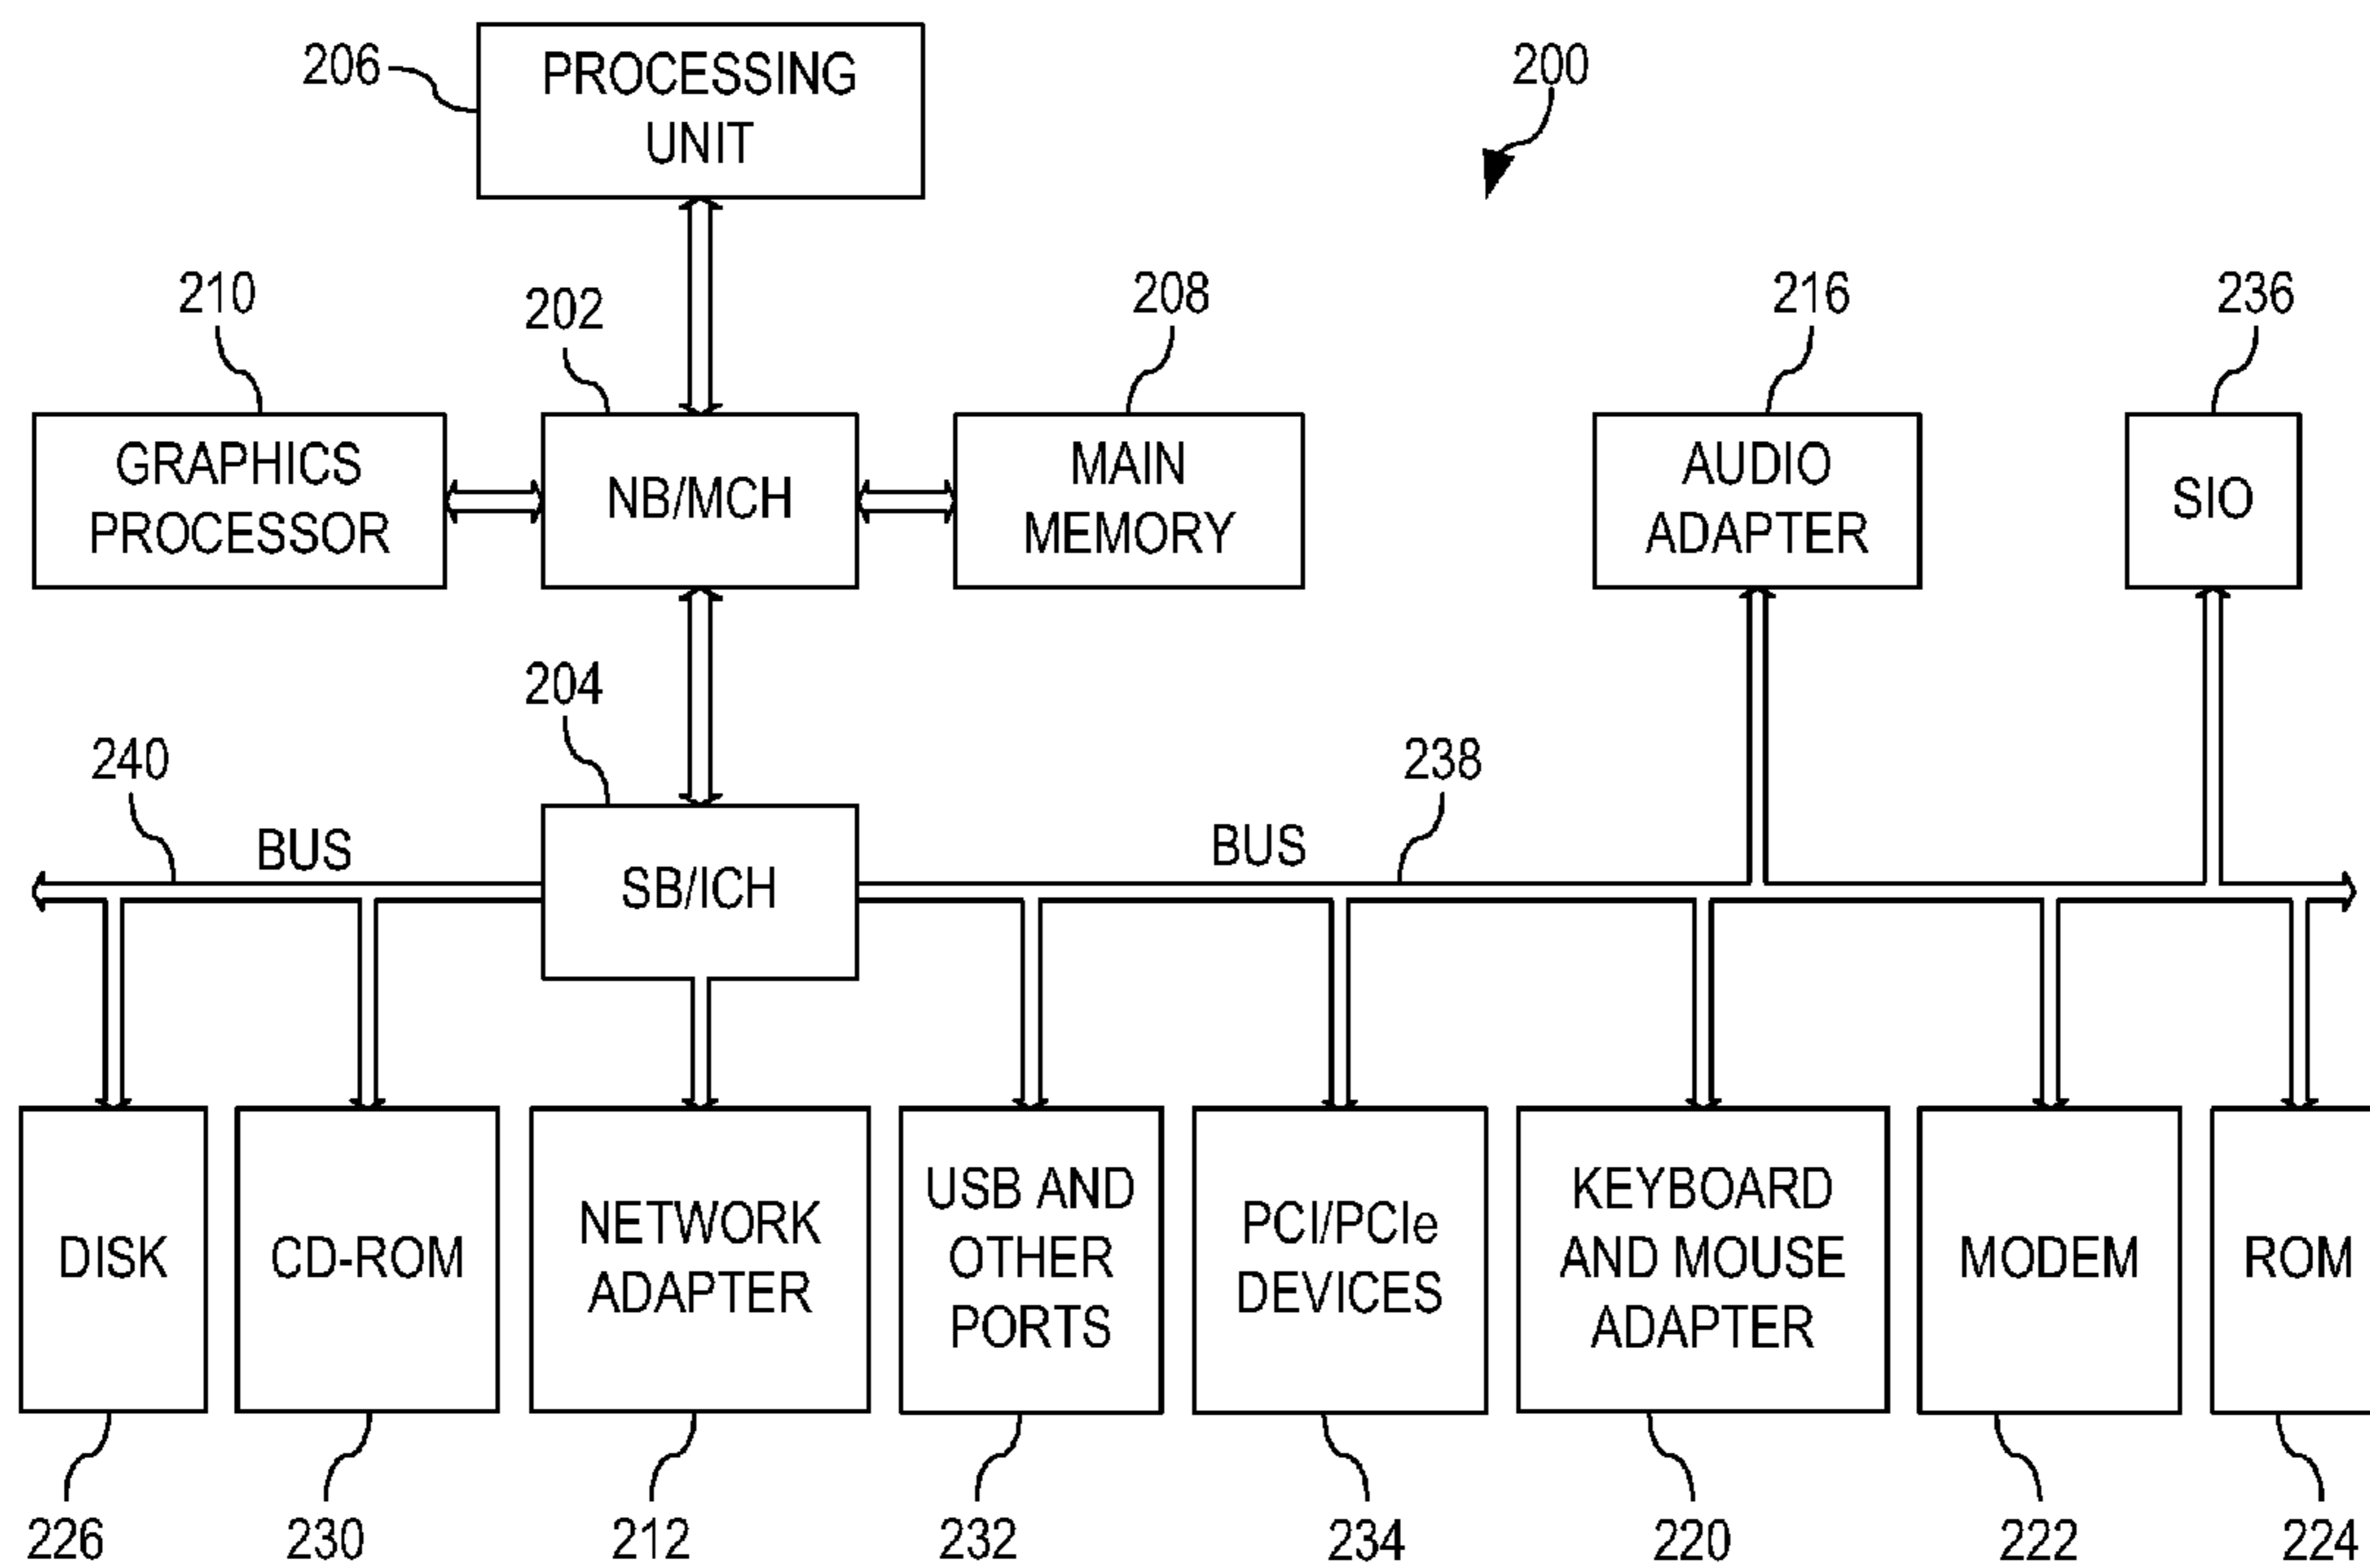 206
PROCESSING
UNIT
200
210
202
208
216
236
GRAPHICS
PROCESSOR
NB/MCH
MAIN
MEMORY
AUDIO
ADAPTER
SIO
204
240
238
BUS
SB/ICH
BUS
DISK
CD-ROM
NETWORK
ADAPTER
USB AND
OTHER
PORTS
PCI/PCIe
DEVICES
KEYBOARD
AND MOUSE
ADAPTER
MODEM
ROM
226
230
212
232
234
220
222
224